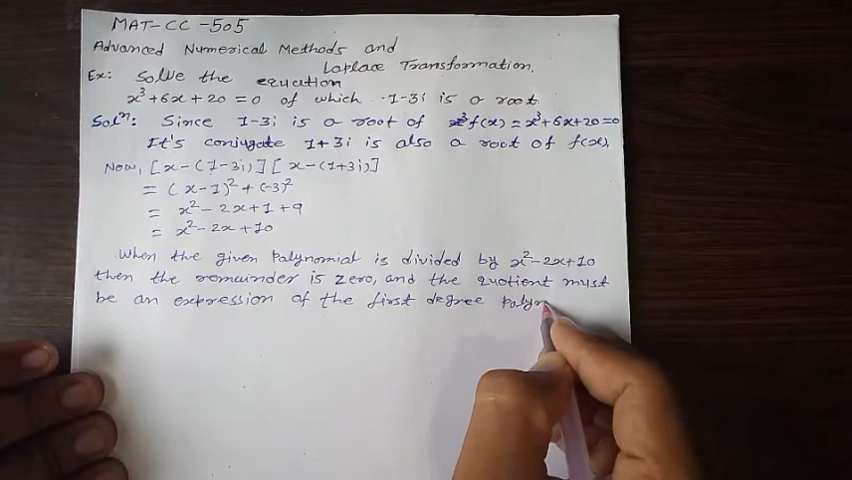 MAT-CC-505
Advanced Numerical Methods and
Laplace Transformation.
Ex: Solve the equation
x³+6x+20=0 of which 1-3i is a root.
Solⁿ: Since 1-3i is a root of f(x)=x³+6x+20=0
It's conjugate 1+3i is also a root of f(x).
Now, [x-(1-3i)][x-(1+3i)]
= (x-1)²+(-3)²
= x²-2x+1+9
= x²-2x+10
When the given Polynomial is divided by x²-2x+10
then the remainder is zero, and the quotient must
be an expression of the first degree Polyn